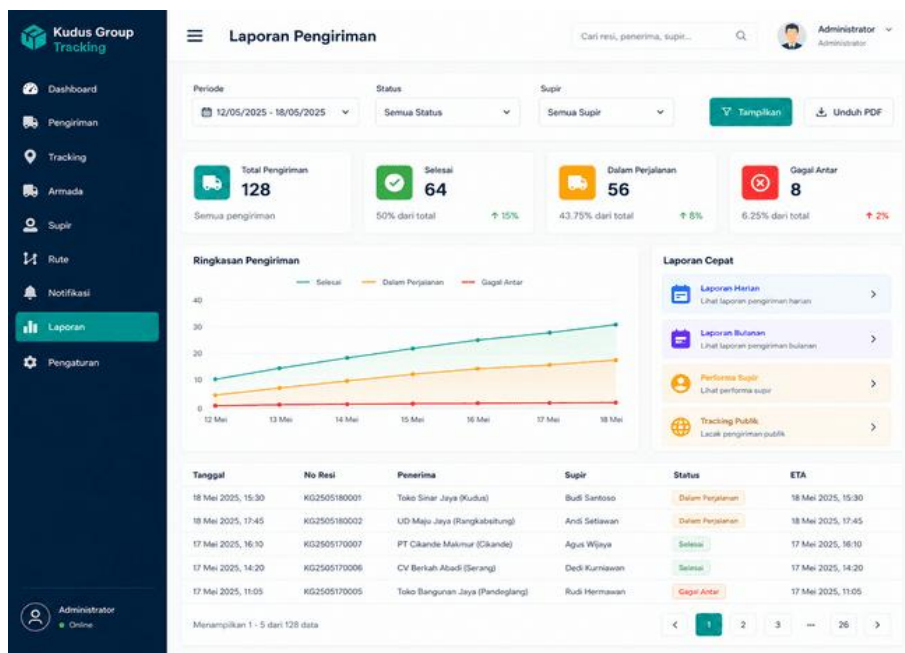 Kudus Group
Tracking
Dashboard
Pengiriman
Tracking
Armada
Supir
Rute
Notifikasi
Laporan
Pengaturan
Administrator
Online
Laporan Pengiriman
Cari resi, penerima, supir...
Administrator
Administrator
Periode
Status
Supir
12/05/2025 - 18/05/2025
Semua Status
Semua Supir
Tampilkan
Unduh PDF
Total Pengiriman
128
Semua pengiriman
Selesai
64
50% dari total
↑ 15%
Dalam Perjalanan
56
43.75% dari total
↑ 8%
Gagal Antar
8
6.25% dari total
↑ 2%
Ringkasan Pengiriman
Selesai Dalam Perjalanan Gagal Antar
40
30
20
10
0
12 Mei 13 Mei 14 Mei 15 Mei 16 Mei 17 Mei 18 Mei
Laporan Cepat
Laporan Harian
Lihat laporan pengiriman harian
Laporan Bulanan
Lihat laporan pengiriman bulanan
Performa Supir
Lihat performa supir
Tracking Publik
Lacak pengiriman publik
Tanggal No Resi Penerima Supir Status ETA
18 Mei 2025, 15:30 KG2505180001 Toko Sinar Jaya (Kudus) Budi Santoso Dalam Perjalanan 18 Mei 2025, 15:30
18 Mei 2025, 17:45 KG2505180002 UD Maju Jaya (Rangkabsitung) Andi Setiawan Dalam Perjalanan 18 Mei 2025, 17:45
17 Mei 2025, 16:10 KG2505170007 PT Cikande Makmur (Cikande) Agus Wijaya Selesai 17 Mei 2025, 16:10
17 Mei 2025, 14:20 KG2505170006 CV Berkah Abadi (Serang) Dedi Kurniawan Selesai 17 Mei 2025, 14:20
17 Mei 2025, 11:05 KG2505170005 Toko Bangunan Jaya (Pandeglang) Rudi Hermawan Gagal Antar 17 Mei 2025, 11:05
Menampilkan 1 - 5 dari 128 data
1 2 3 ... 26